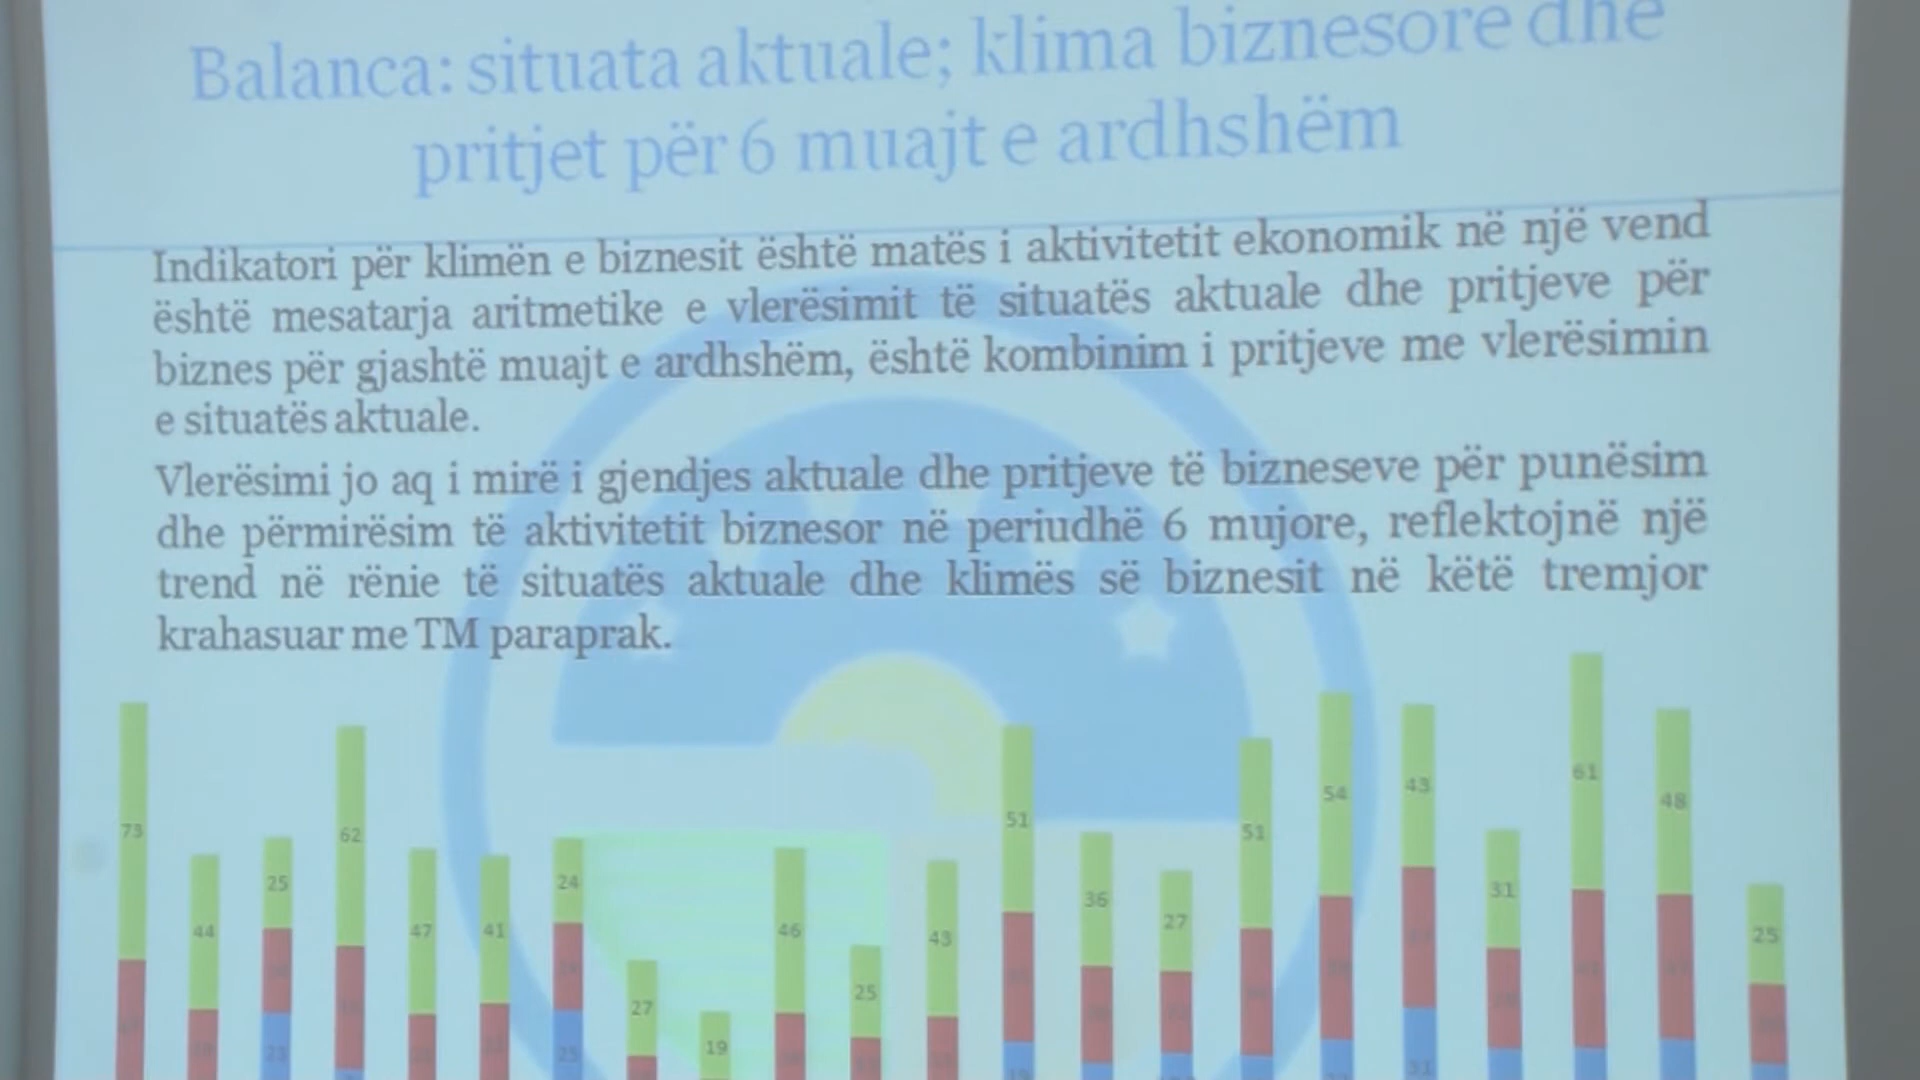 Balanca: situata aktuale; klima biznesore dhe
pritjet për 6 muajt e ardhshëm
Indikatori për klimën e biznesit është matës i aktivitetit ekonomik në një vend
është mesatarja aritmetike e vlerësimit të situatës aktuale dhe pritjeve për
biznes për gjashtë muajt e ardhshëm, është kombinim i pritjeve me vlerësimin
e situatës aktuale.
Vlerësimi jo aq i mirë i gjendjes aktuale dhe pritjeve të bizneseve për punësim
dhe përmirësim të aktivitetit biznesor në periudhë 6 mujore, reflektojnë një
trend në rënie të situatës aktuale dhe klimës së biznesit në këtë tremjor
krahasuar me TM paraprak.
73 44 25 62 47 41 24 27 19 46 25 43 51 36 27 51 54 43 31 61 48 25